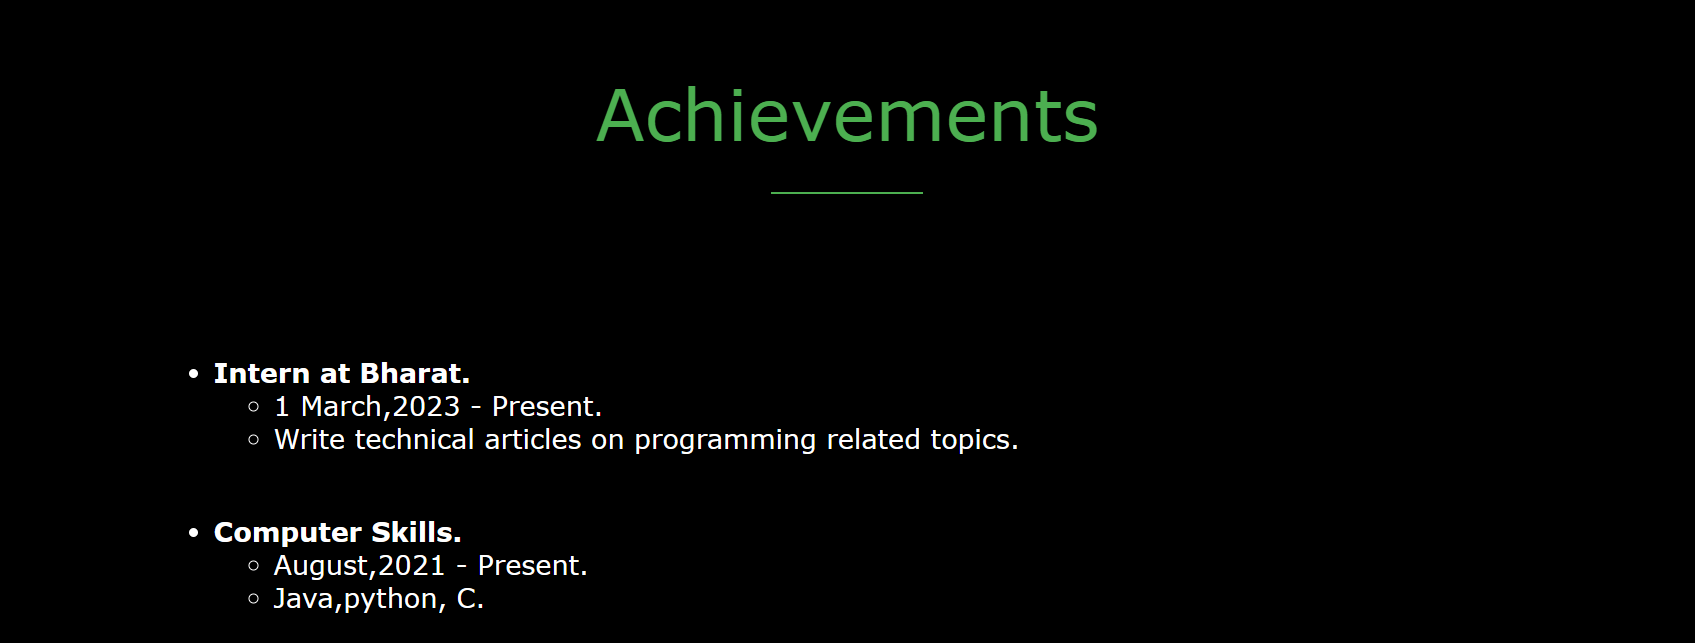 Achievements
Intern at Bharat.
1 March,2023 - Present.
Write technical articles on programming related topics.
Computer Skills.
August,2021 - Present.
Java,python, C.